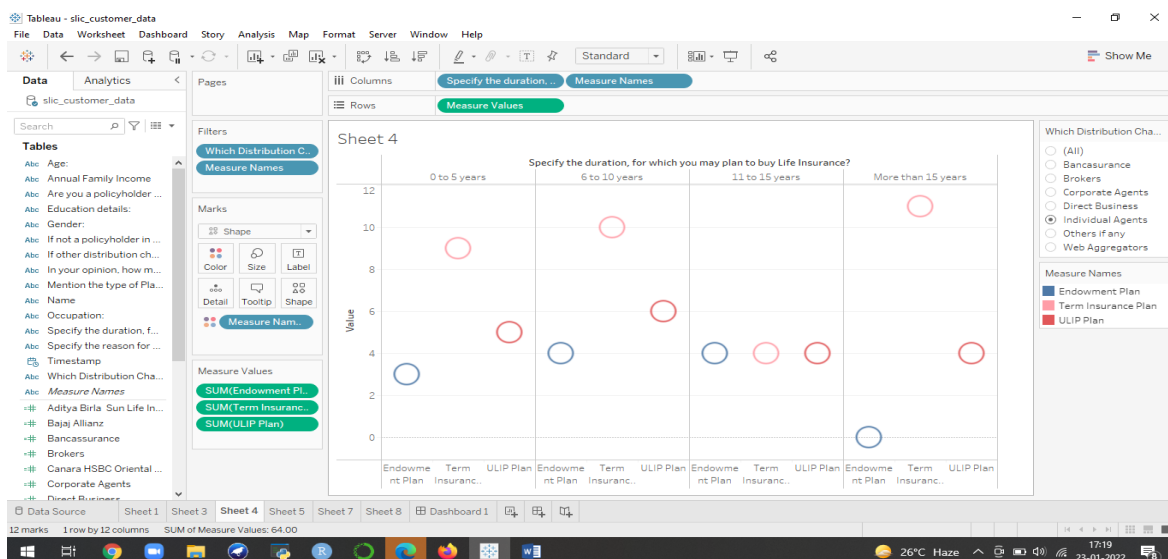 Tableau - slic_customer_data
File Data Worksheet Dashboard Story Analysis Map Format Server Window Help
Standard
Show Me
Data Analytics
slic_customer_data
Search
Tables
Abc Age:
Abc Annual Family Income
Abc Are you a policyholder ...
Abc Education details:
Abc Gender:
Abc If not a policyholder in ...
Abc If other distribution ch...
Abc In your opinion, how m...
Abc Mention the type of Pla...
Abc Name
Abc Occupation:
Abc Specify the duration, f...
Abc Specify the reason for ...
Timestamp
Abc Which Distribution Cha...
Abc Measure Names
Aditya Birla Sun Life In...
Bajaj Allianz
Bancassurance
Brokers
Canara HSBC Oriental ...
Corporate Agents
Direct Business
Pages
Filters
Which Distribution C..
Measure Names
Marks
Shape
Color Size Label
Detail Tooltip Shape
Measure Nam..
Measure Values
SUM(Endowment Pl..
SUM(Term Insuranc..
SUM(ULIP Plan)
Columns Specify the duration, .. Measure Names
Rows Measure Values
Sheet 4
Specify the duration, for which you may plan to buy Life Insurance?
0 to 5 years 6 to 10 years 11 to 15 years More than 15 years
12
10
8
6
4
2
0
Value
Endowme Term ULIP Plan Endowme Term ULIP Plan Endowme Term ULIP Plan Endowme Term ULIP Plan
nt Plan Insuranc.. nt Plan Insuranc.. nt Plan Insuranc.. nt Plan Insuranc..
Which Distribution Cha...
(All)
Bancasurance
Brokers
Corporate Agents
Direct Business
Individual Agents
Others if any
Web Aggregators
Measure Names
Endowment Plan
Term Insurance Plan
ULIP Plan
Data Source Sheet 1 Sheet 3 Sheet 4 Sheet 5 Sheet 7 Sheet 8 Dashboard 1
12 marks 1 row by 12 columns SUM of Measure Values: 64.00
26°C Haze
17:19
23-01-2022